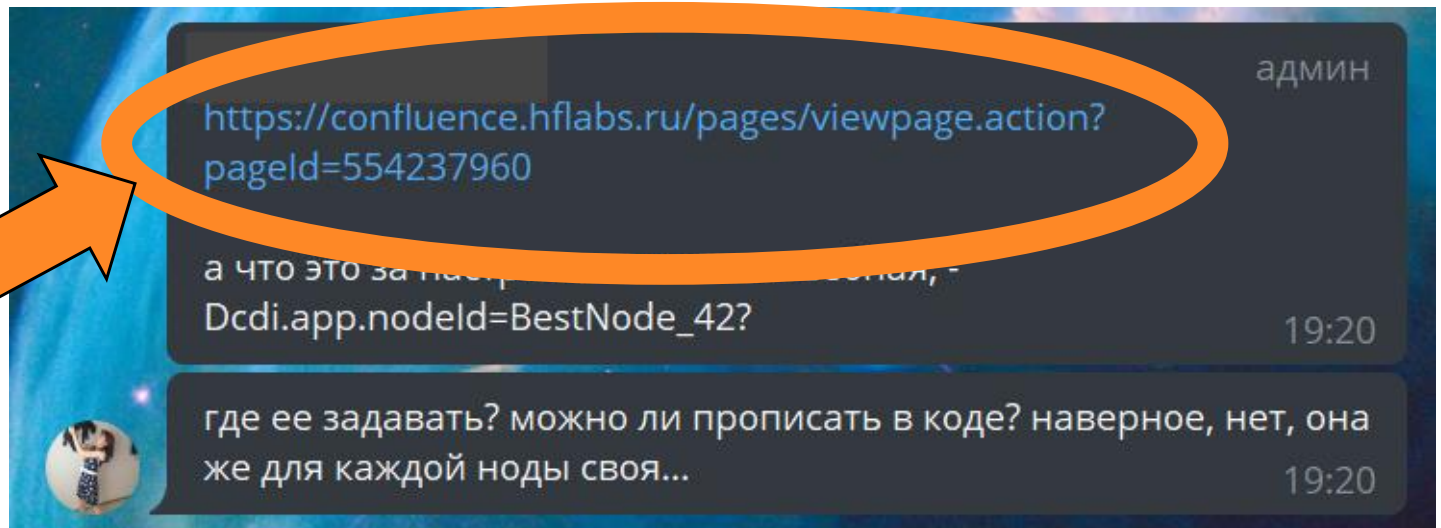 админ
https://confluence.hflabs.ru/pages/viewpage.action?
pageId=554237960
а что это за -
Dcdi.app.nodeId=BestNode_42?
19:20
где ее задавать? можно ли прописать в коде? наверное, нет, она
же для каждой ноды своя...
19:20